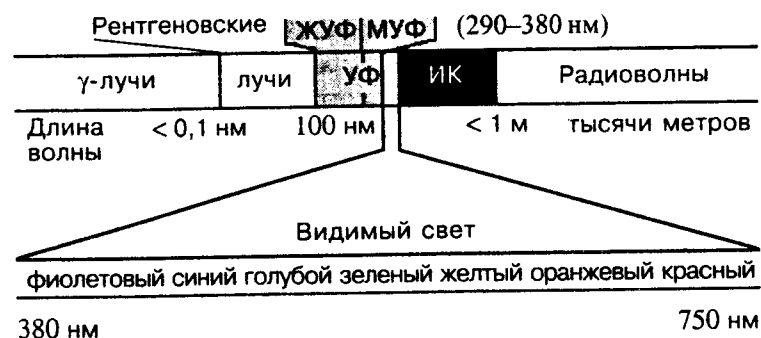 Рентгеновские ЖУФ МУФ (290–380 нм)
γ-лучи лучи УФ ИК Радиоволны
Длина волны < 0,1 нм 100 нм < 1 м тысячи метров
Видимый свет
фиолетовый синий голубой зеленый желтый оранжевый красный
380 нм 750 нм